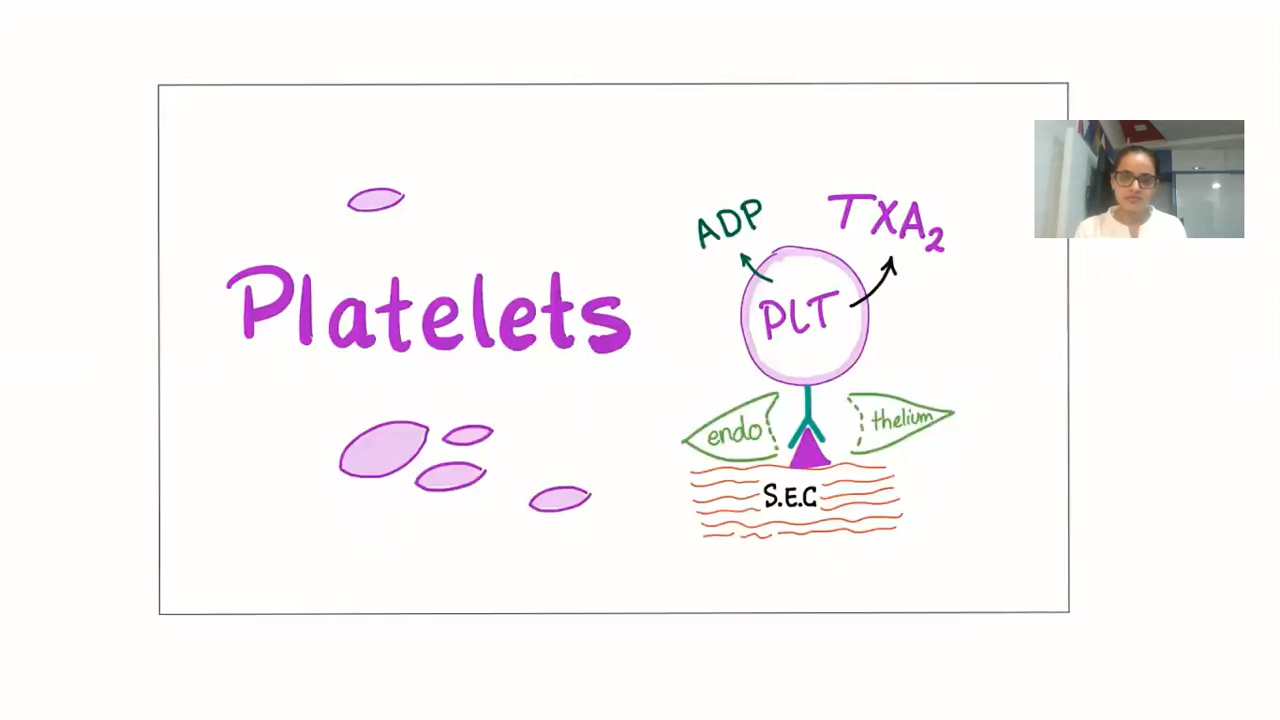 Platelets
ADP
TXA2
PLT
endo
thelium
S.E.C